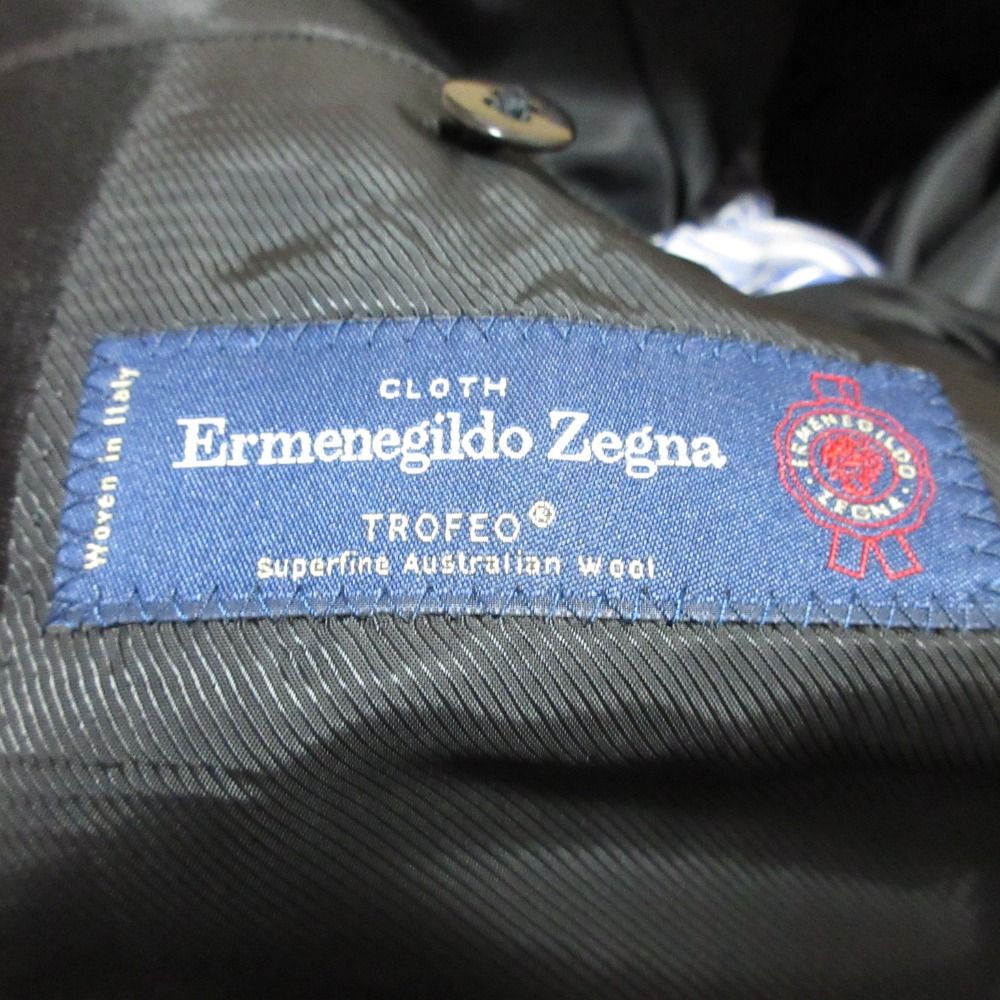 Woven in Italy
CLOTH
Ermenegildo Zegna
TROFEO®
Superfine Australian Wool
ERMENEGILDO
· ZEGNA ·